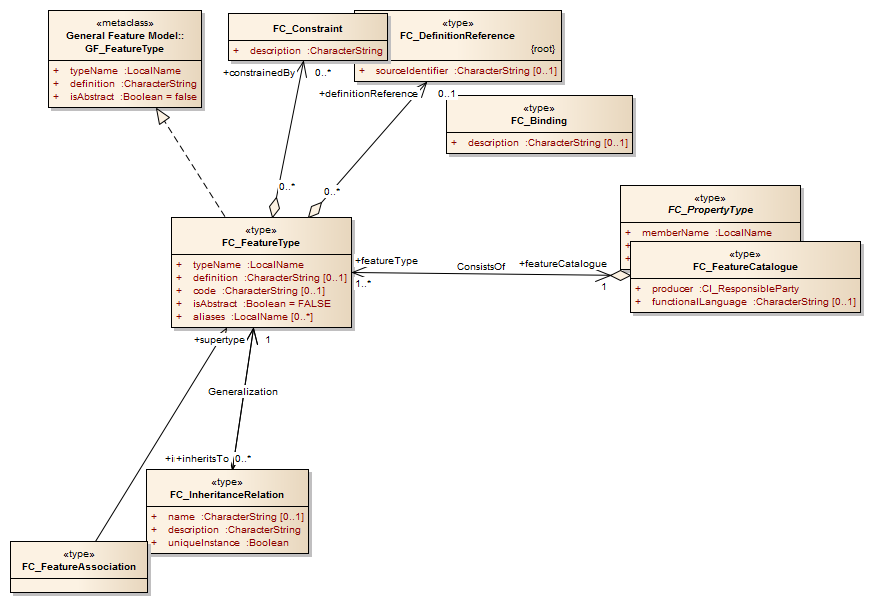 «metaclass»
General Feature Model::
GF_FeatureType
+ typeName :LocalName
+ definition :CharacterString
+ isAbstract :Boolean = false
FC_Constraint
+ description :CharacterString
«type»
FC_DefinitionReference
{root}
+ sourceIdentifier :CharacterString [0..1]
+constrainedBy
0..*
+definitionReference
0..1
«type»
FC_Binding
+ description :CharacterString [0..1]
0..*
0..*
«type»
FC_PropertyType
+ memberName :LocalName
+
+
«type»
FC_FeatureType
+ typeName :LocalName
+ definition :CharacterString [0..1]
+ code :CharacterString [0..1]
+ isAbstract :Boolean = FALSE
+ aliases :LocalName [0..*]
+featureType
1..*
ConsistsOf
+featureCatalogue
1
«type»
FC_FeatureCatalogue
+ producer :CI_ResponsibleParty
+ functionalLanguage :CharacterString [0..1]
+supertype
1
Generalization
+i
+inheritsTo
0..*
«type»
FC_InheritanceRelation
+ name :CharacterString [0..1]
+ description :CharacterString
+ uniqueInstance :Boolean
«type»
FC_FeatureAssociation